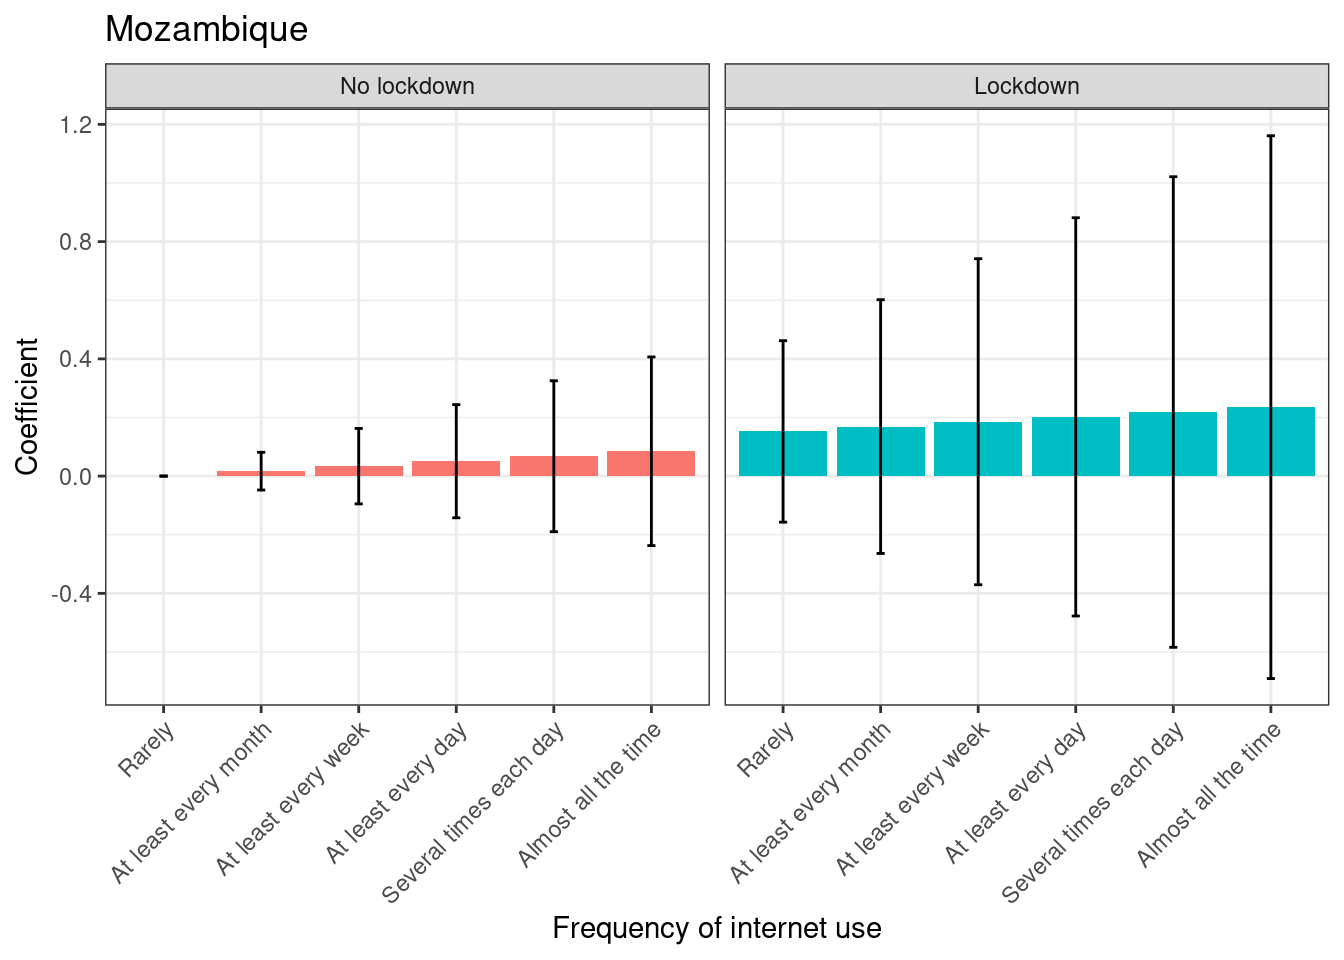 Mozambique
No lockdown
Lockdown
Coefficient
1.2
0.8
0.4
0.0
-0.4
Rarely
At least every month
At least every week
At least every day
Several times each day
Almost all the time
Rarely
At least every month
At least every week
At least every day
Several times each day
Almost all the time
Frequency of internet use